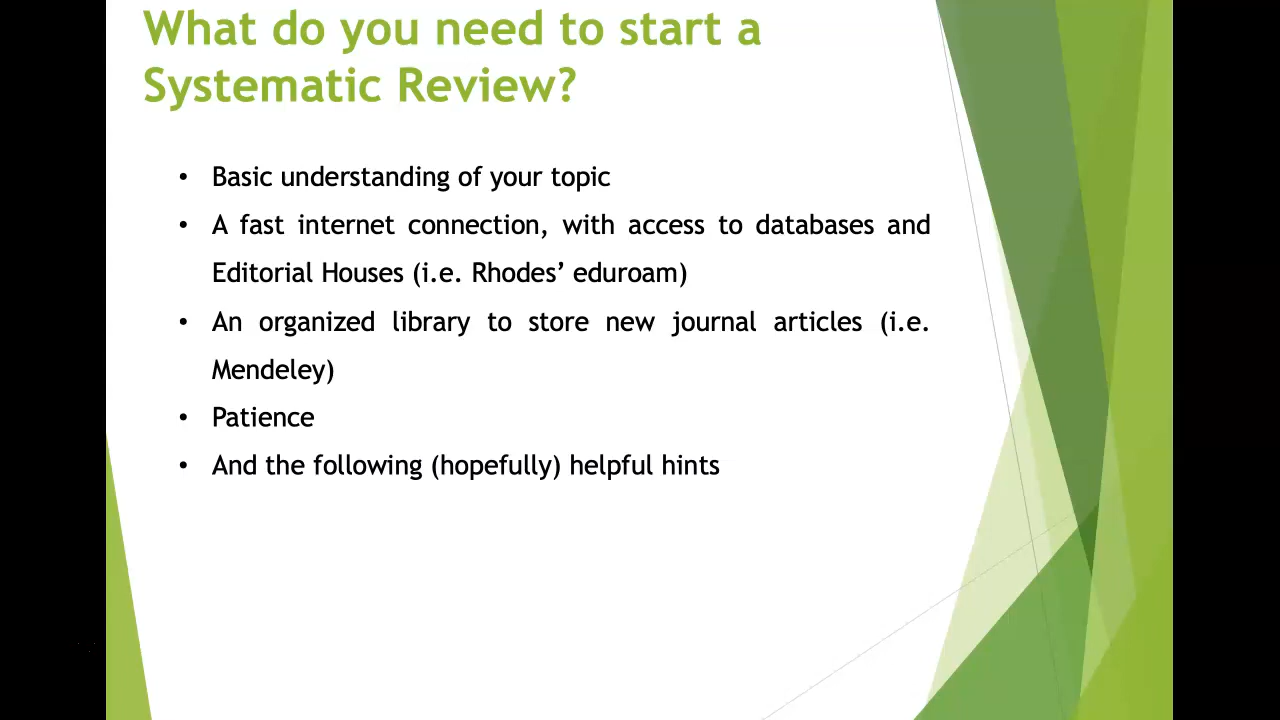 What do you need to start a
Systematic Review?
• Basic understanding of your topic
• A fast internet connection, with access to databases and
Editorial Houses (i.e. Rhodes’ eduroam)
• An organized library to store new journal articles (i.e.
Mendeley)
• Patience
• And the following (hopefully) helpful hints